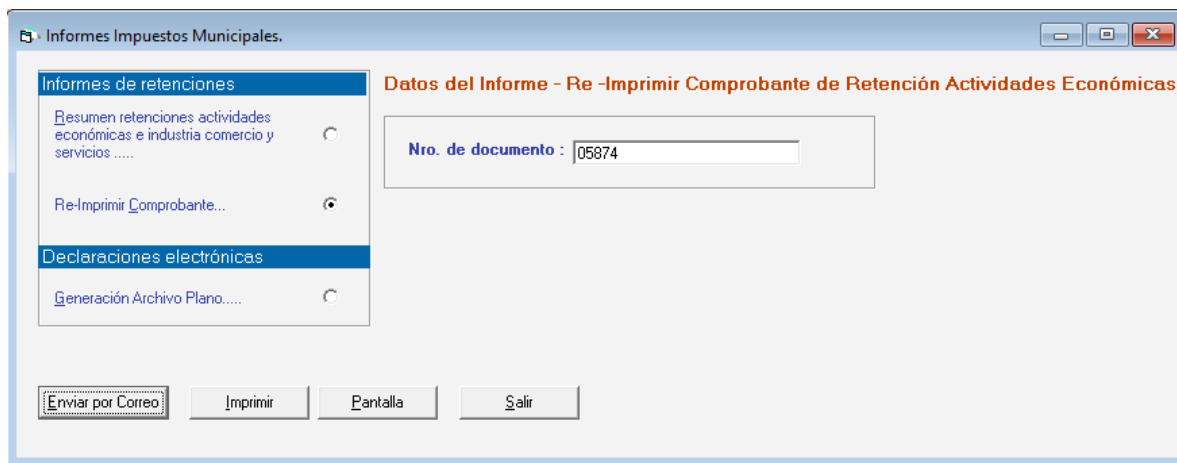 Informes Impuestos Municipales.
Informes de retenciones
Resumen retenciones actividades
económicas e industria comercio y
servicios .....
Re-Imprimir Comprobante...
Declaraciones electrónicas
Generación Archivo Plano.....
Datos del Informe - Re -Imprimir Comprobante de Retención Actividades Económicas
Nro. de documento : 05874
Enviar por Correo Imprimir Pantalla Salir